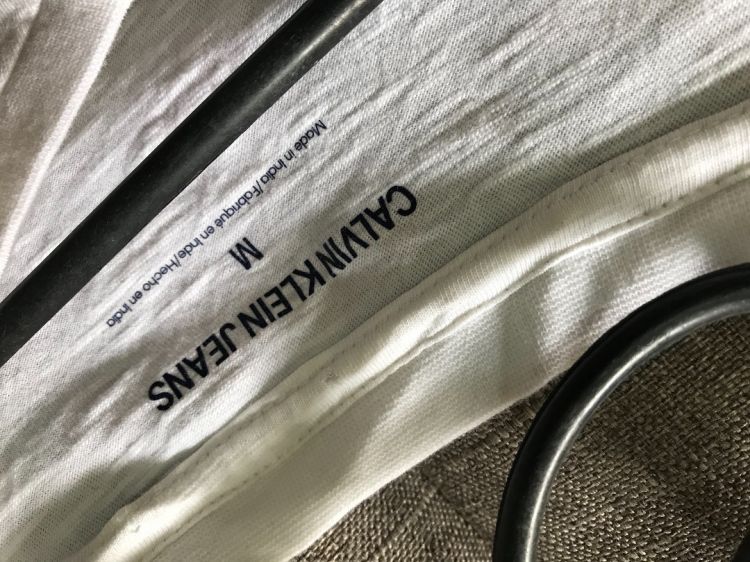 CALVIN KLEIN JEANS
M
Made in India/Fabriqué en Inde/Hecho en India